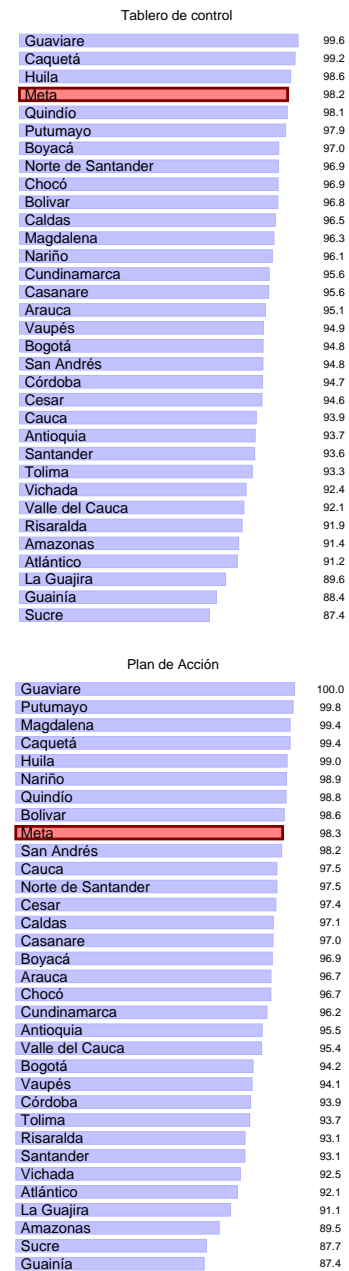 Tablero de control
Guaviare 99.6
Caquetá 99.2
Huila 98.6
Meta 98.2
Quindío 98.1
Putumayo 97.9
Boyacá 97.0
Norte de Santander 96.9
Chocó 96.9
Bolivar 96.8
Caldas 96.5
Magdalena 96.3
Nariño 96.1
Cundinamarca 95.6
Casanare 95.6
Arauca 95.1
Vaupés 94.9
Bogotá 94.8
San Andrés 94.8
Córdoba 94.7
Cesar 94.6
Cauca 93.9
Antioquia 93.7
Santander 93.6
Tolima 93.3
Vichada 92.4
Valle del Cauca 92.1
Risaralda 91.9
Amazonas 91.4
Atlántico 91.2
La Guajira 89.6
Guainía 88.4
Sucre 87.4
Plan de Acción
Guaviare 100.0
Putumayo 99.8
Magdalena 99.4
Caquetá 99.4
Huila 99.0
Nariño 98.9
Quindío 98.8
Bolivar 98.6
Meta 98.3
San Andrés 98.2
Cauca 97.5
Norte de Santander 97.5
Cesar 97.4
Caldas 97.1
Casanare 97.0
Boyacá 96.9
Arauca 96.7
Chocó 96.7
Cundinamarca 96.2
Antioquia 95.5
Valle del Cauca 95.4
Bogotá 94.2
Vaupés 94.1
Córdoba 93.9
Tolima 93.7
Risaralda 93.1
Santander 93.1
Vichada 92.5
Atlántico 92.1
La Guajira 91.1
Amazonas 89.5
Sucre 87.7
Guainía 87.4